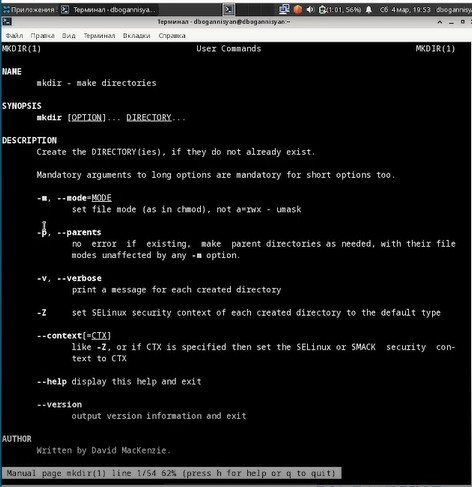 Приложения Терминал - dbogannisya... (1:01, 56%) Сб 4 мар, 19:53 dbogannisyan
Терминал - dbogannisyan@dbogannisyan:~
Файл Правка Вид Терминал Вкладки Справка
MKDIR(1) User Commands MKDIR(1)
NAME
mkdir - make directories
SYNOPSIS
mkdir [OPTION]... DIRECTORY...
DESCRIPTION
Create the DIRECTORY(ies), if they do not already exist.
Mandatory arguments to long options are mandatory for short options too.
-m, --mode=MODE
set file mode (as in chmod), not a=rwx - umask
-p, --parents
no error if existing, make parent directories as needed, with their file
modes unaffected by any -m option.
-v, --verbose
print a message for each created directory
-Z set SELinux security context of each created directory to the default type
--context[=CTX]
like -Z, or if CTX is specified then set the SELinux or SMACK security con-
text to CTX
--help display this help and exit
--version
output version information and exit
AUTHOR
Written by David MacKenzie.
Manual page mkdir(1) line 1/54 62% (press h for help or q to quit)